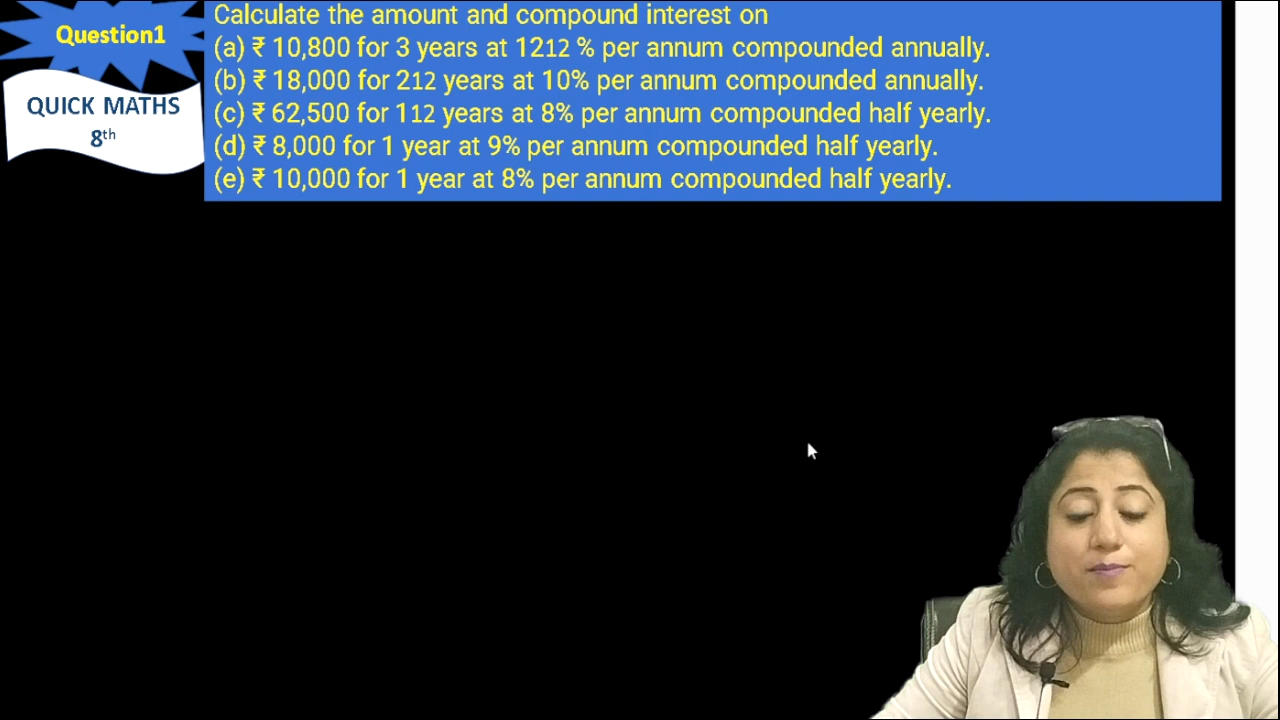 Question1
QUICK MATHS
8th
Calculate the amount and compound interest on
(a) ₹ 10,800 for 3 years at 1212 % per annum compounded annually.
(b) ₹ 18,000 for 212 years at 10% per annum compounded annually.
(c) ₹ 62,500 for 112 years at 8% per annum compounded half yearly.
(d) ₹ 8,000 for 1 year at 9% per annum compounded half yearly.
(e) ₹ 10,000 for 1 year at 8% per annum compounded half yearly.